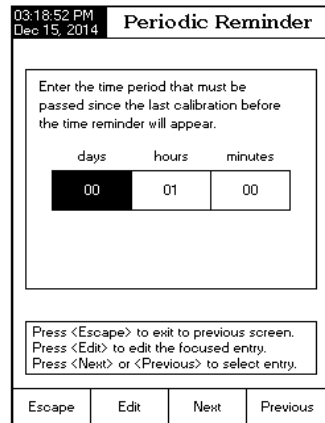 03:18:52 PM
Dec 15, 2014
Periodic Reminder
Enter the time period that must be
passed since the last calibration before
the time reminder will appear.
days hours minutes
00 01 00
Press <Escape> to exit to previous screen.
Press <Edit> to edit the focused entry.
Press <Next> or <Previous> to select entry.
Escape Edit Next Previous